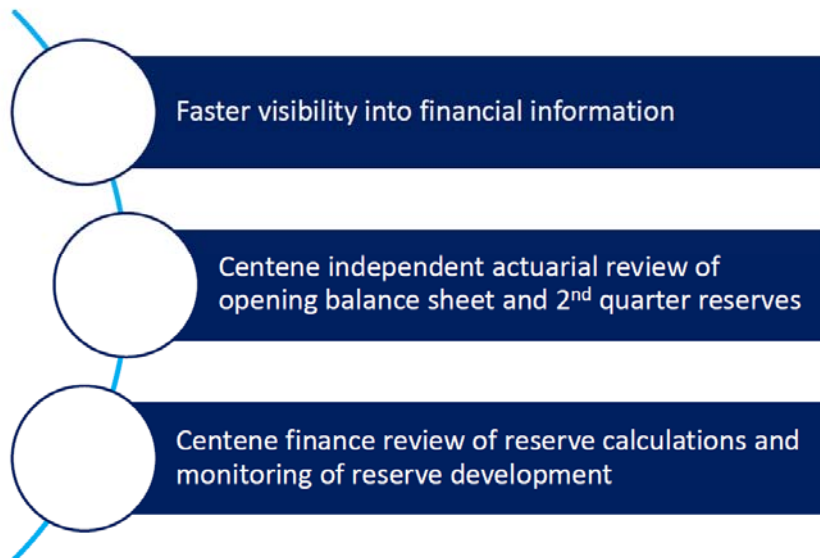 Faster visibility into financial information
Centene independent actuarial review of
opening balance sheet and 2nd quarter reserves
Centene finance review of reserve calculations and
monitoring of reserve development